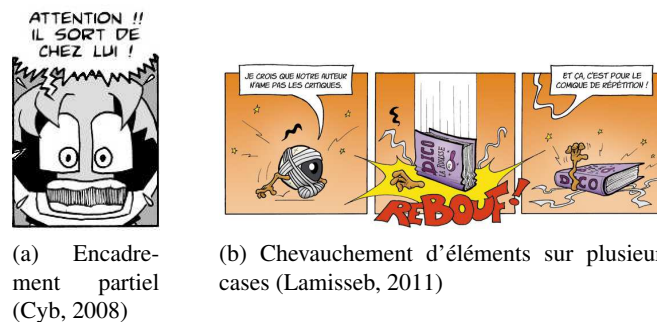 ATTENTION !!
IL SORT DE
CHEZ LUI !
JE CROIS QUE NOTRE AUTEUR
N'AIME PAS LES CRITIQUES.
DICO
LA ROUSSE
REBOUF!
ET ÇA, C'EST POUR LE
COMIQUE DE RÉPÉTITION !
DICO
(a) Encadre-
ment partiel
(Cyb, 2008)
(b) Chevauchement d'éléments sur plusieur
cases (Lamisseb, 2011)